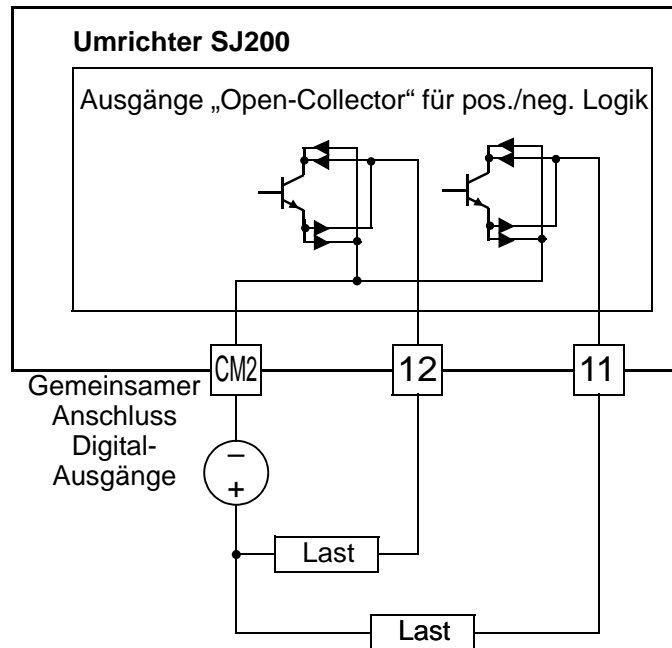 Umrichter SJ200
Ausgänge „Open-Collector“ für pos./neg. Logik
CM2
12
11
Gemeinsamer
Anschluss
Digital-
Ausgänge
–
+
Last
Last